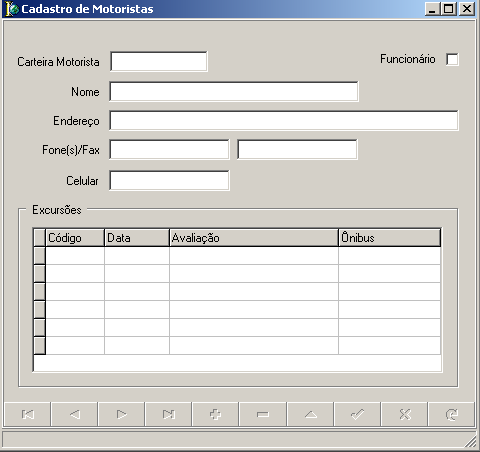 Cadastro de Motoristas
Carteira Motorista
Funcionário
Nome
Endereço
Fone(s)/Fax
Celular
Excursões
Código Data Avaliação Ônibus